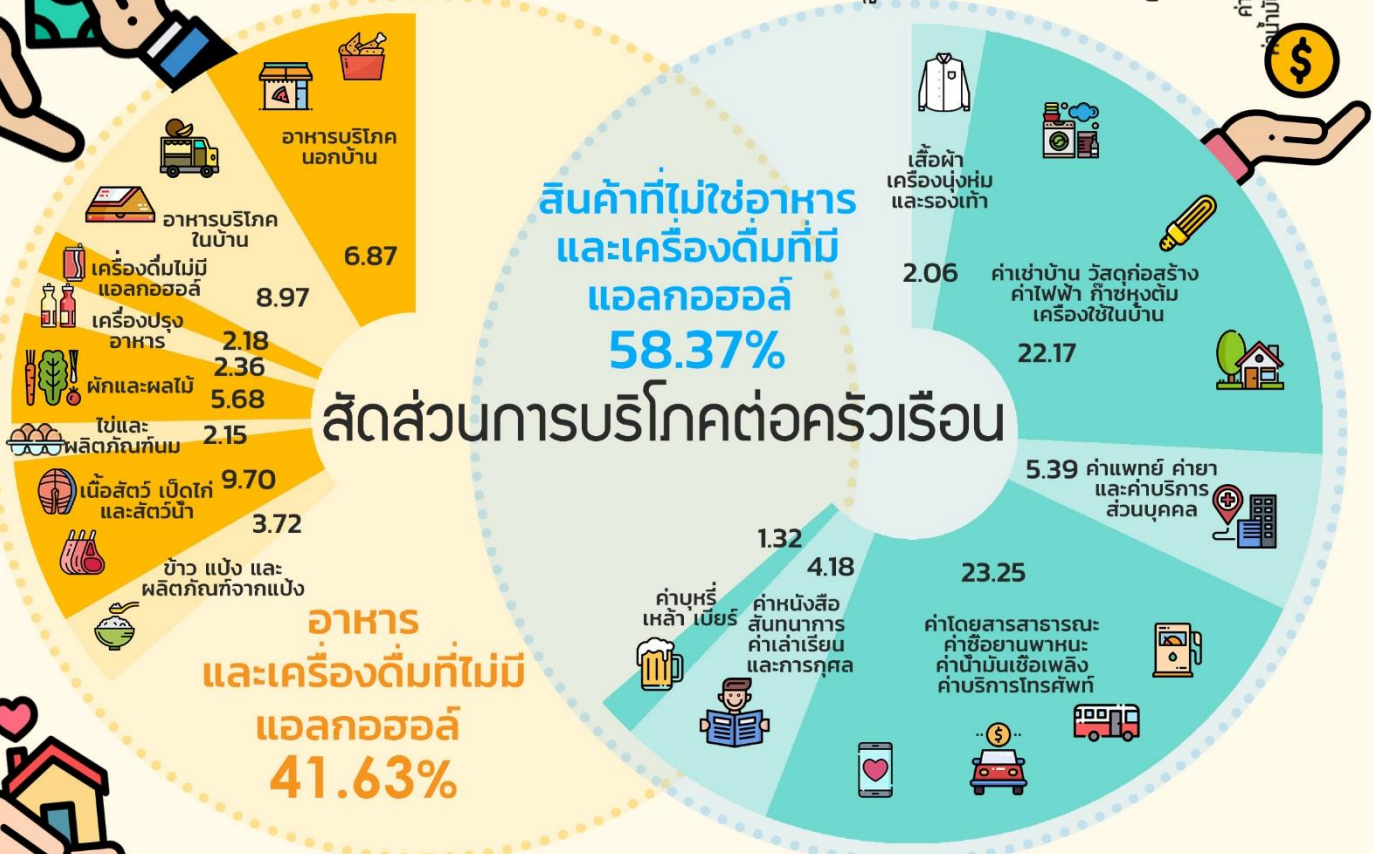 อาหารบริโภค
นอกบ้าน
6.87
อาหารบริโภค
ในบ้าน
8.97
เครื่องดื่มไม่มี
แอลกอฮอล์
2.18
เครื่องปรุง
อาหาร
2.36
ผักและผลไม้
5.68
ไข่และ
ผลิตภัณฑ์นม
2.15
เนื้อสัตว์ เป็ดไก่
และสัตว์น้ำ
9.70
3.72
ข้าว แป้ง และ
ผลิตภัณฑ์จากแป้ง
อาหาร
และเครื่องดื่มที่ไม่มี
แอลกอฮอล์
41.63%
สินค้าที่ไม่ใช่อาหาร
และเครื่องดื่มที่มี
แอลกอฮอล์
58.37%
สัดส่วนการบริโภคต่อครัวเรือน
เสื้อผ้า
เครื่องนุ่งห่ม
และรองเท้า
2.06
ค่าเช่าบ้าน วัสดุก่อสร้าง
ค่าไฟฟ้า ก๊าซหุงต้ม
เครื่องใช้ในบ้าน
22.17
5.39 ค่าแพทย์ ค่ายา
และค่าบริการ
ส่วนบุคคล
23.25
ค่าโดยสารสาธารณะ
ค่าซื้อยานพาหนะ
ค่าน้ำมันเชื้อเพลิง
ค่าบริการโทรศัพท์
4.18
ค่าหนังสือ
สันทนาการ
ค่าเล่าเรียน
และการกุศล
1.32
ค่าบุหรี่
เหล้า เบียร์
$
$